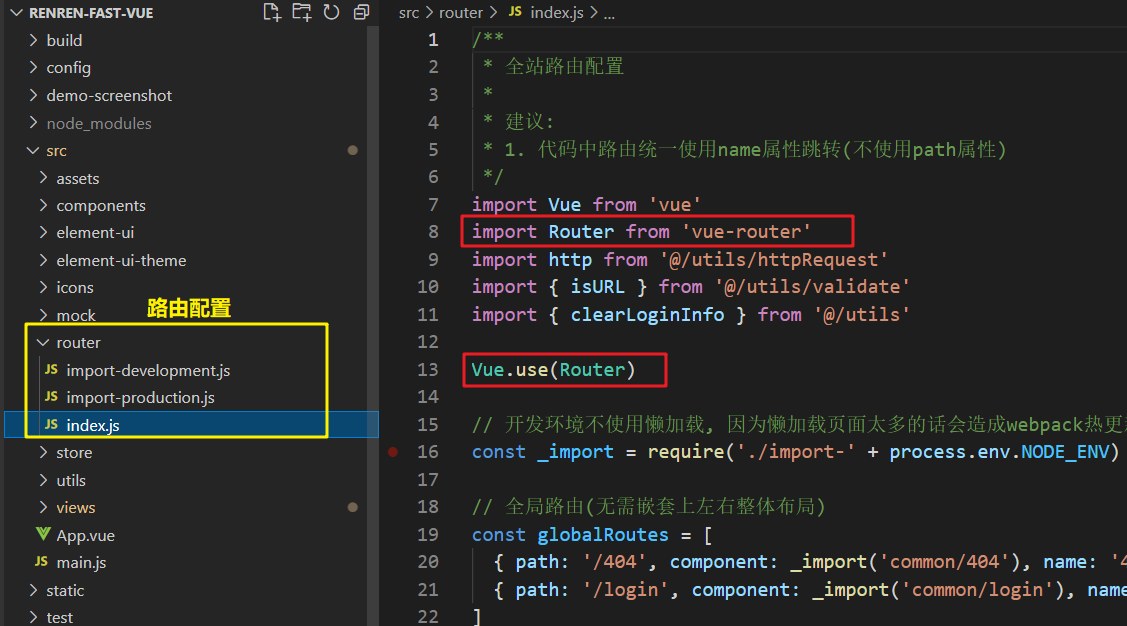 RENREN-FAST-VUE
build
config
demo-screenshot
node_modules
src
assets
components
element-ui
element-ui-theme
icons
mock
路由配置
router
JS import-development.js
JS import-production.js
JS index.js
store
utils
views
App.vue
JS main.js
static
test
src > router > JS index.js > ...
1 /**
2 * 全站路由配置
3 *
4 * 建议:
5 * 1. 代码中路由统一使用name属性跳转(不使用path属性)
6 */
7 import Vue from 'vue'
8 import Router from 'vue-router'
9 import http from '@/utils/httpRequest'
10 import { isURL } from '@/utils/validate'
11 import { clearLoginInfo } from '@/utils'
12
13 Vue.use(Router)
14
15 // 开发环境不使用懒加载, 因为懒加载页面太多的话会造成webpack热更
16 const _import = require('./import-' + process.env.NODE_ENV)
17
18 // 全局路由(无需嵌套上左右整体布局)
19 const globalRoutes = [
20 { path: '/404', component: _import('common/404'), name: '4
21 { path: '/login', component: _import('common/login'), name
22 ]